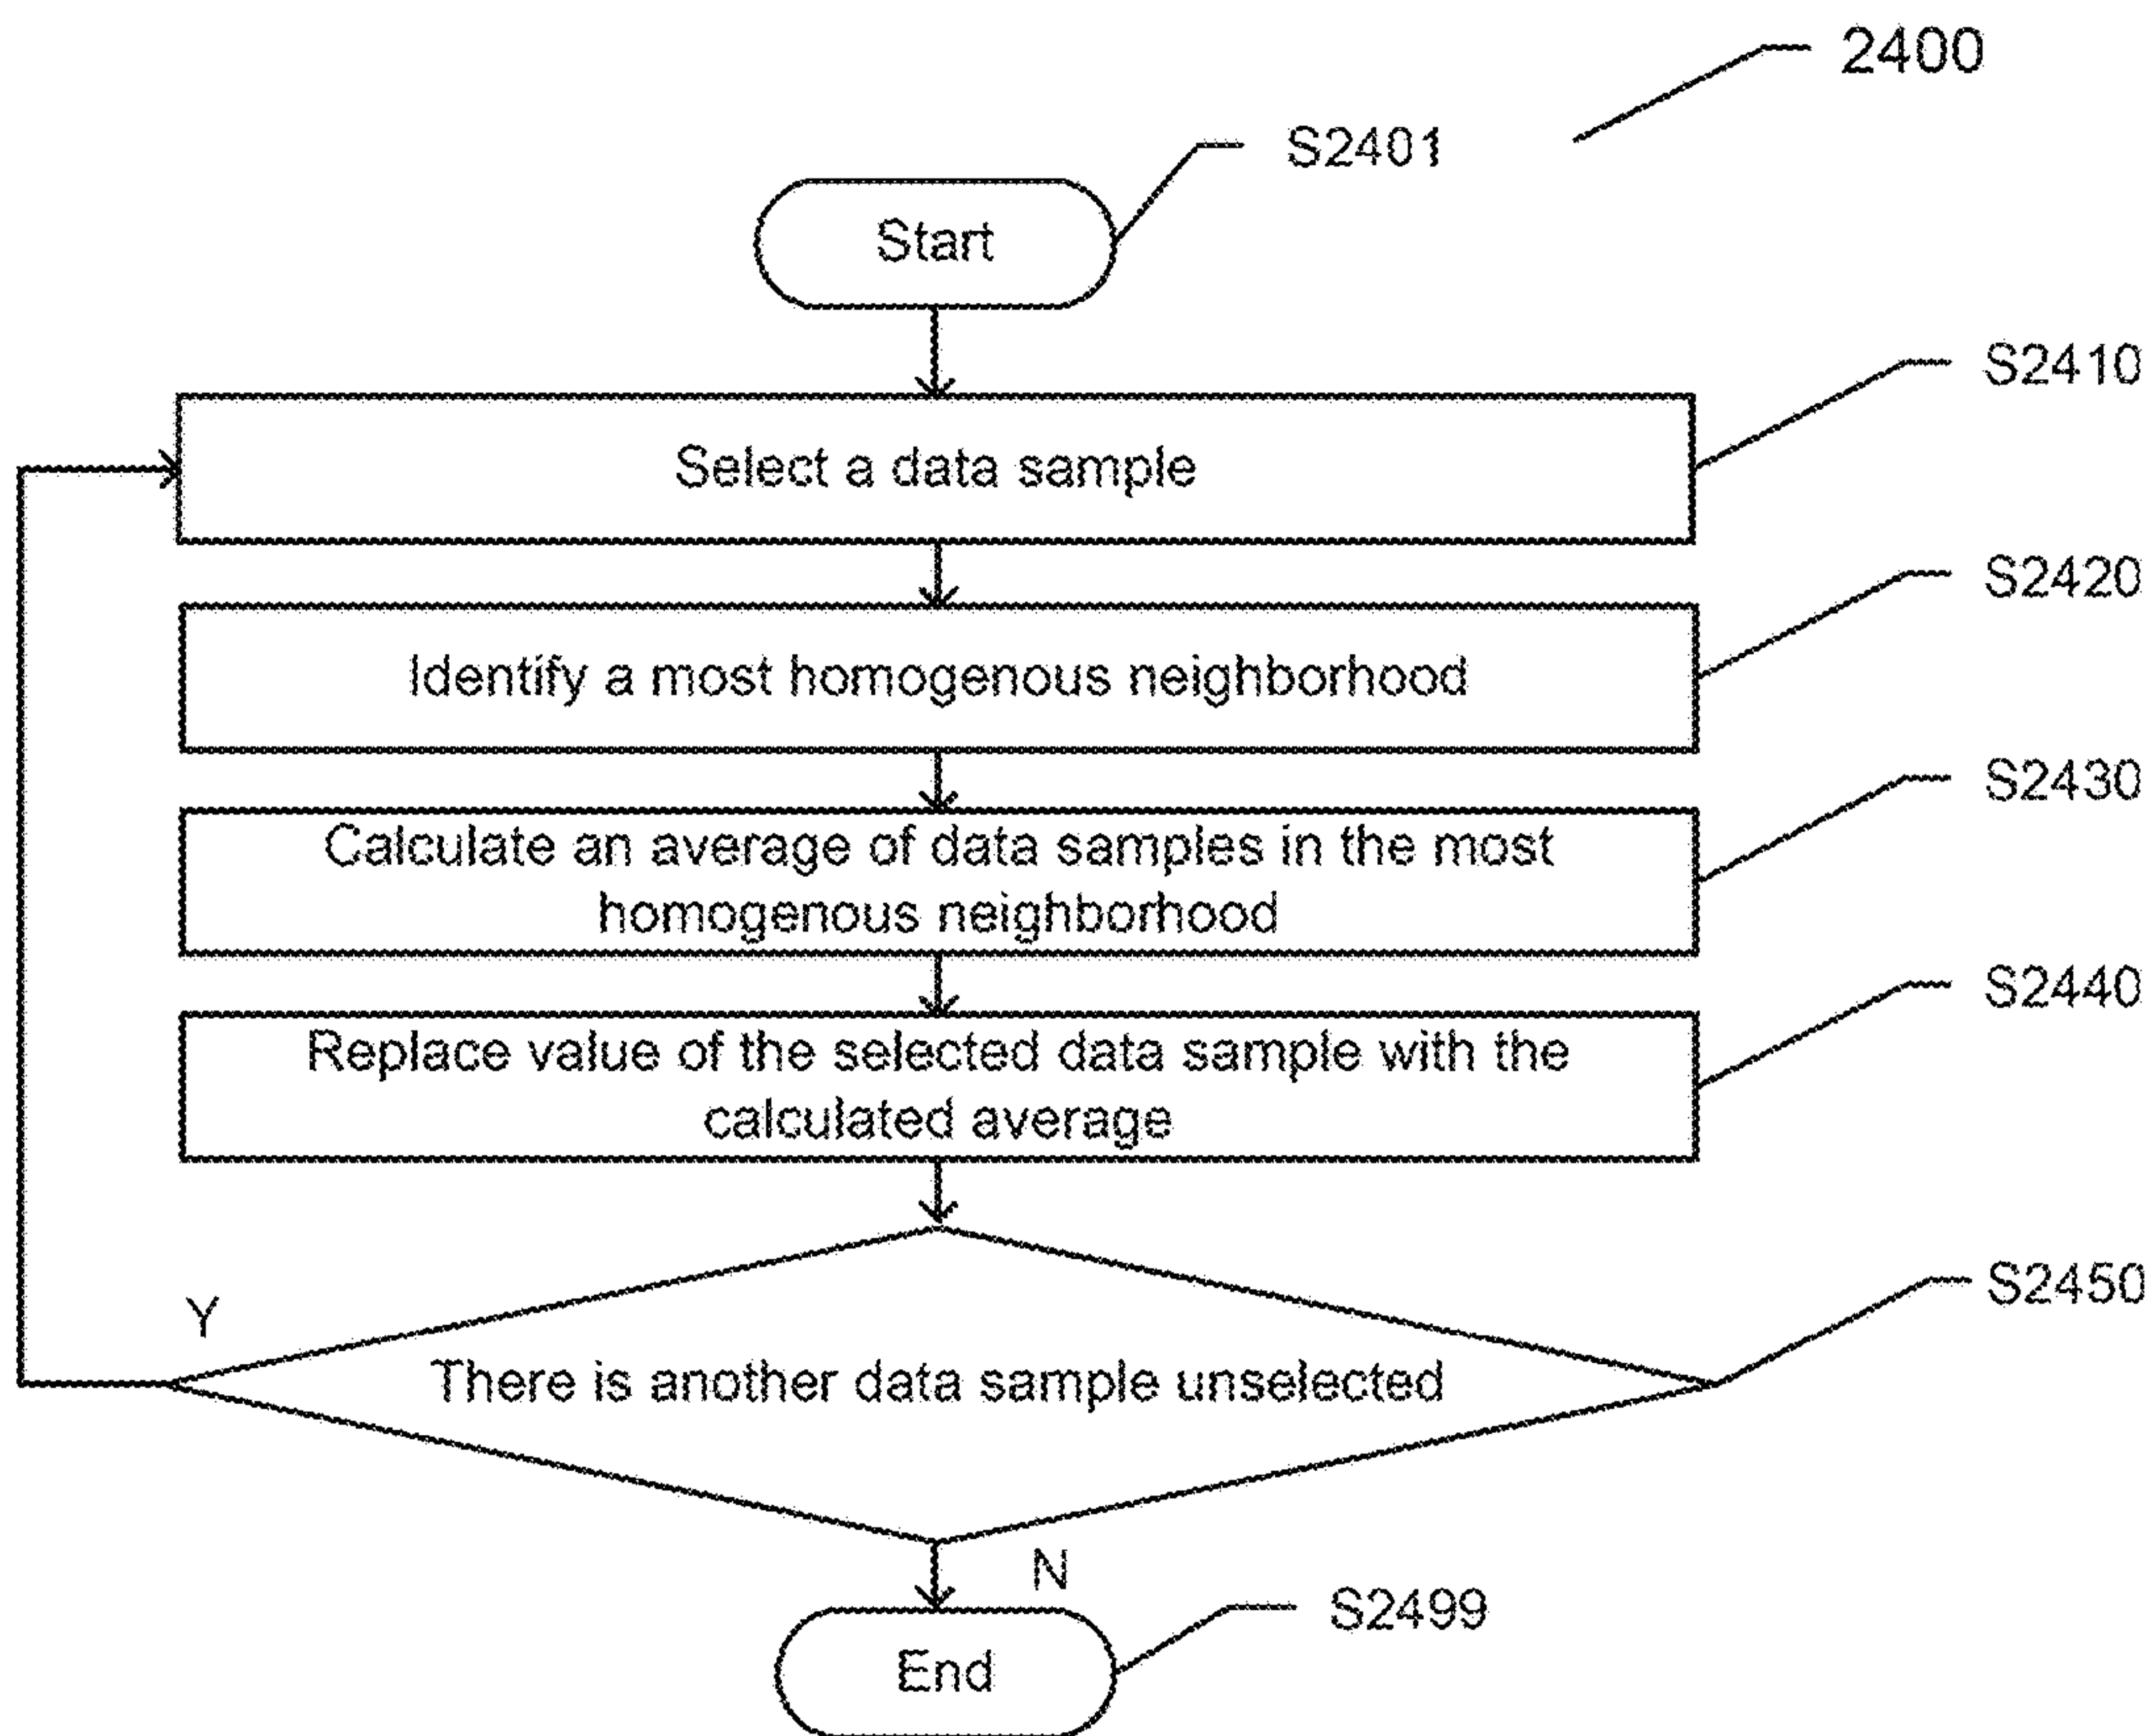 2400
S2401
Start
S2410
Select a data sample
S2420
Identify a most homogenous neighborhood
S2430
Calculate an average of data samples in the most
homogenous neighborhood
S2440
Replace value of the selected data sample with the
calculated average
S2450
Y
There is another data sample unselected
N
S2499
End